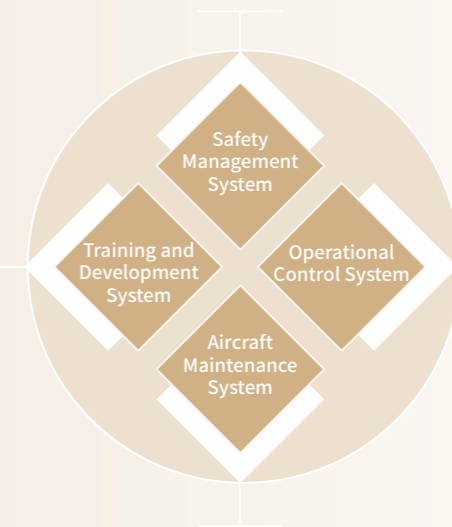 Safety
Management
System
Training and
Development
System
Operational
Control System
Aircraft
Maintenance
System